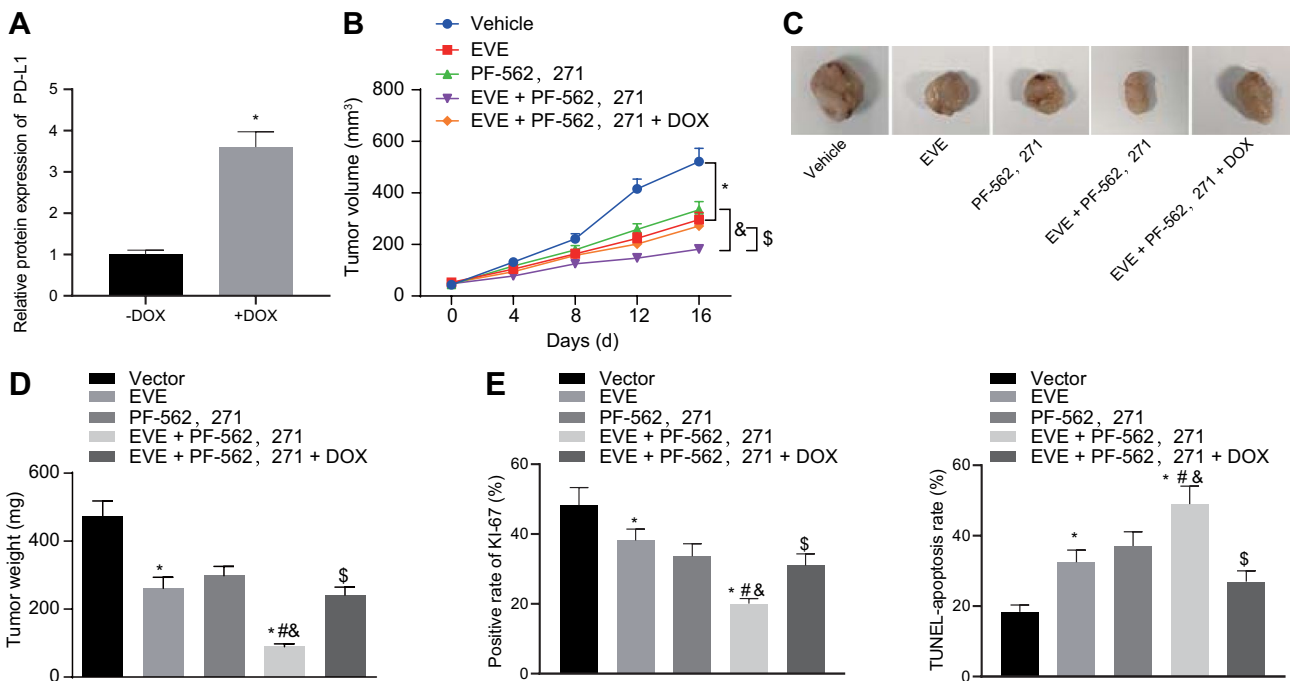 A
Relative protein expression of PD-L1
5
4
3
2
1
0
*
-DOX
+DOX
B
Vehicle
EVE
PF-562，271
EVE + PF-562，271
EVE + PF-562，271 + DOX
Tumor volume (mm³)
800
600
400
200
0
*
&
$
0
4
8
12
16
Days (d)
C
Vehicle
EVE
PF-562，271
EVE + PF-562，271
EVE + PF-562，271 + DOX
D
Vector
EVE
PF-562，271
EVE + PF-562，271
EVE + PF-562，271 + DOX
Tumor weight (mg)
600
400
200
0
*
* #&
$
E
Vector
EVE
PF-562，271
EVE + PF-562，271
EVE + PF-562，271 + DOX
Positive rate of KI-67 (%)
60
40
20
0
*
* #&
$
Vector
EVE
PF-562，271
EVE + PF-562，271
EVE + PF-562，271 + DOX
TUNEL-apoptosis rate (%)
60
40
20
0
*
* # &
$